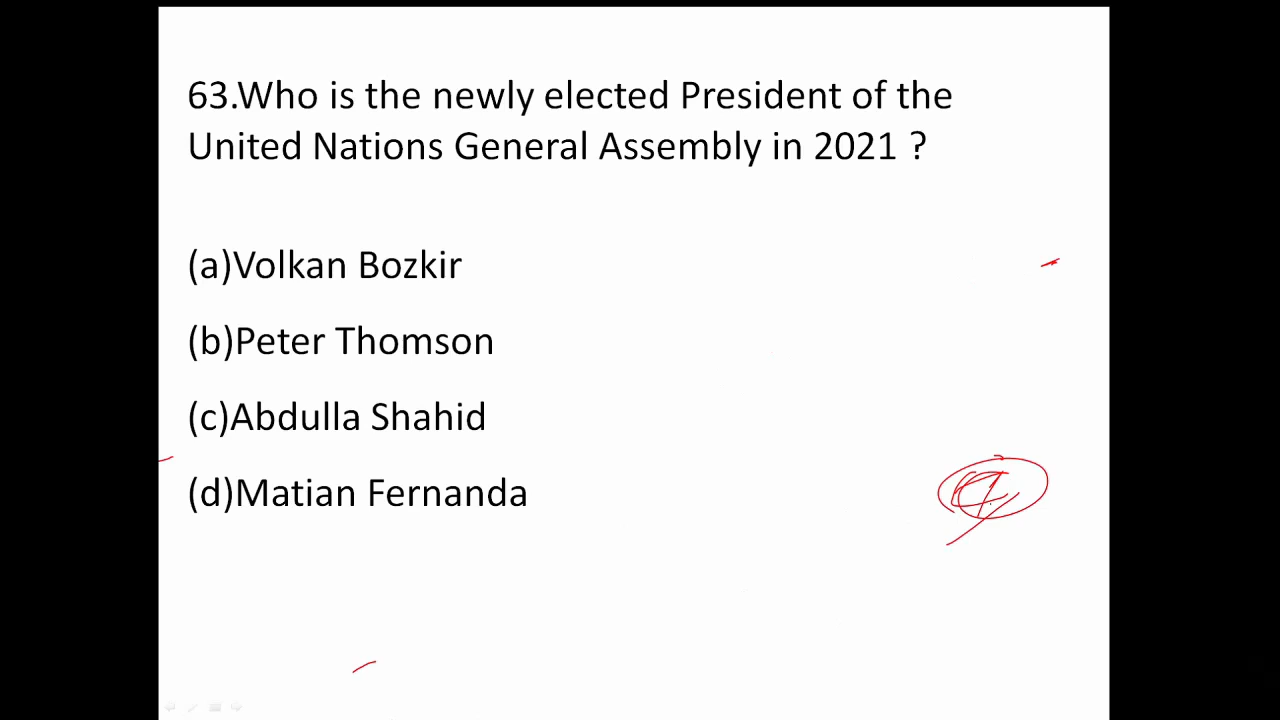 63.Who is the newly elected President of the
United Nations General Assembly in 2021 ?
(a)Volkan Bozkir
(b)Peter Thomson
(c)Abdulla Shahid
(d)Matian Fernanda